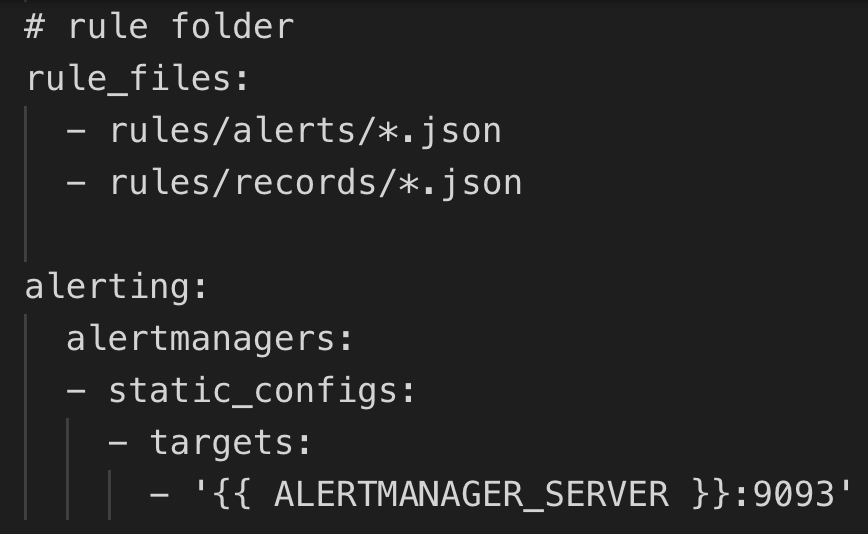 # rule folder
rule_files:
  - rules/alerts/*.json
  - rules/records/*.json

alerting:
  alertmanagers:
  - static_configs:
    - targets:
      - '{{ ALERTMANAGER_SERVER }}:9093'